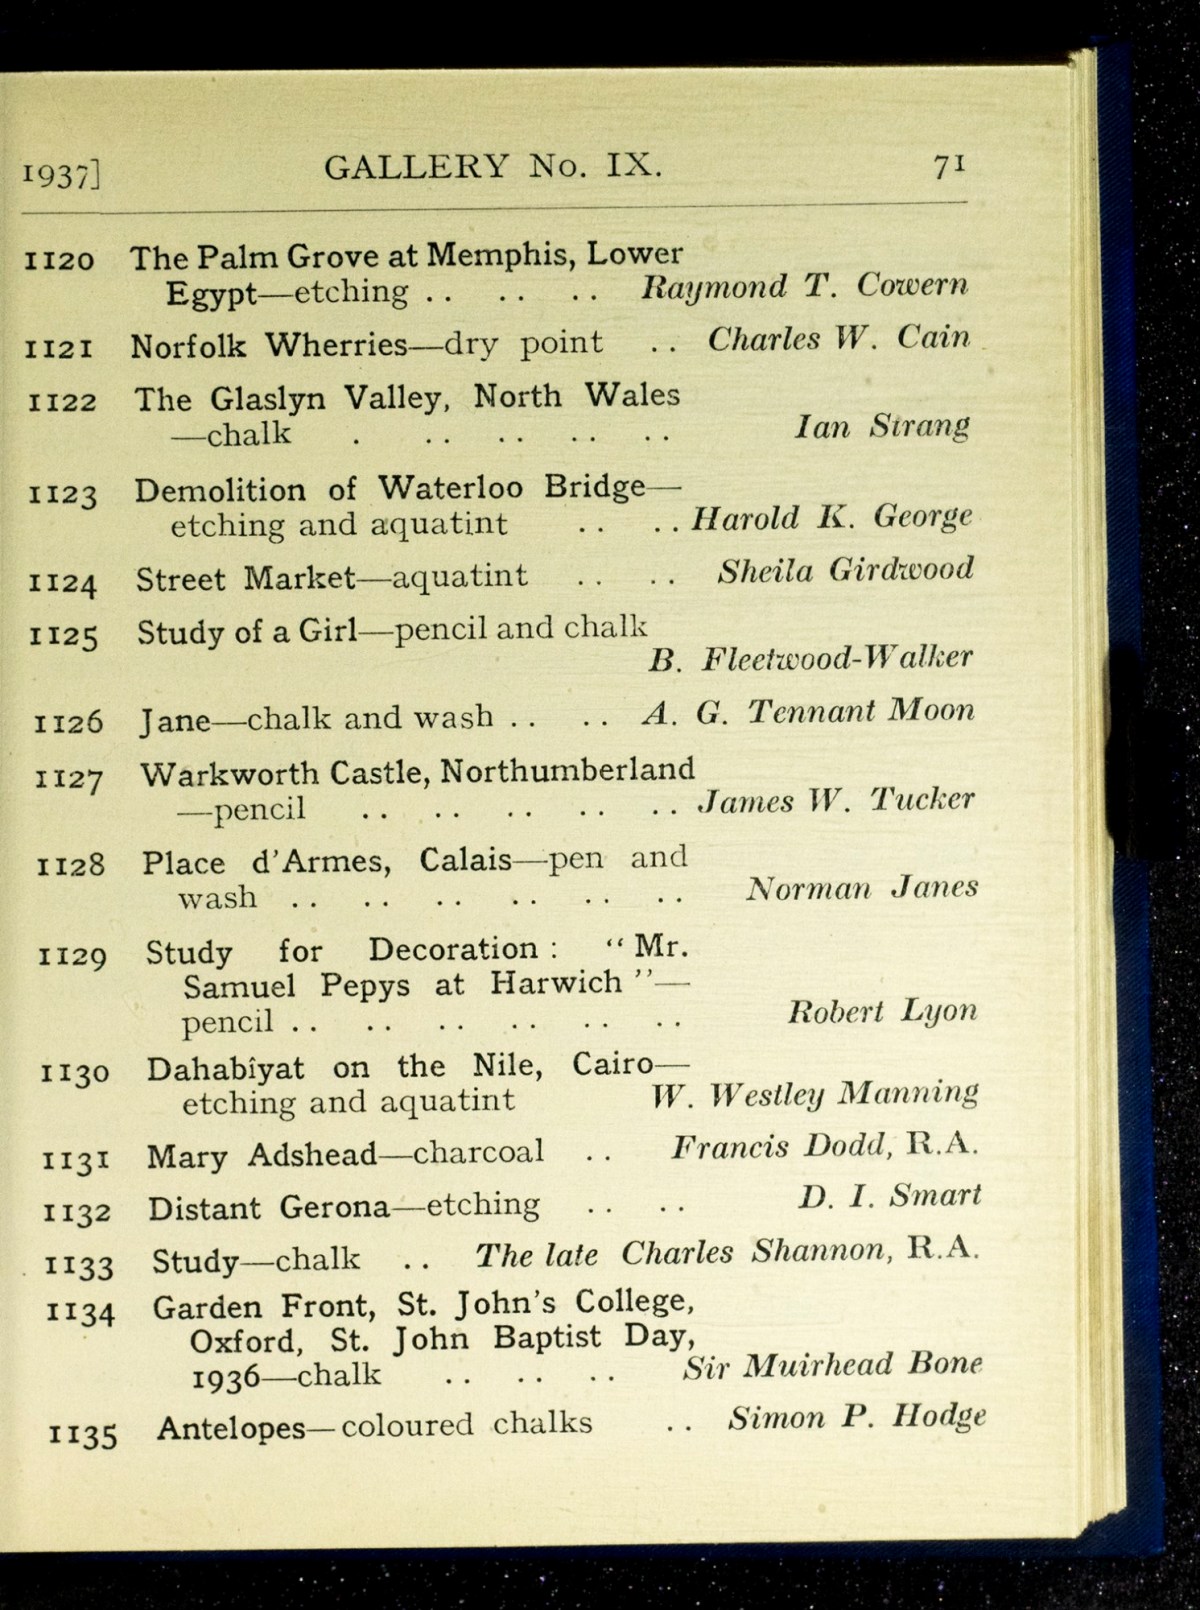 1937] GALLERY No. IX. 71
1120 The Palm Grove at Memphis, Lower
Egypt—etching .. .. .. Raymond T. Cowern
1121 Norfolk Wherries—dry point .. Charles W. Cain
1122 The Glaslyn Valley, North Wales
—chalk . .. .. .. .. Ian Strang
1123 Demolition of Waterloo Bridge—
etching and aquatint .. .. Harold K. George
1124 Street Market—aquatint .. .. Sheila Girdwood
1125 Study of a Girl—pencil and chalk
B. Fleetwood-Walker
1126 Jane—chalk and wash .. .. A. G. Tennant Moon
1127 Warkworth Castle, Northumberland
—pencil .. .. .. .. .. James W. Tucker
1128 Place d'Armes, Calais—pen and
wash .. .. .. .. .. .. Norman Janes
1129 Study for Decoration : “ Mr.
Samuel Pepys at Harwich ”—
pencil .. .. .. .. .. .. Robert Lyon
1130 Dahabîyat on the Nile, Cairo—
etching and aquatint W. Westley Manning
1131 Mary Adshead—charcoal .. Francis Dodd, R.A.
1132 Distant Gerona—etching .. .. D. I. Smart
1133 Study—chalk .. The late Charles Shannon, R.A.
1134 Garden Front, St. John's College,
Oxford, St. John Baptist Day,
1936—chalk .. .. .. Sir Muirhead Bone
1135 Antelopes—coloured chalks .. Simon P. Hodge